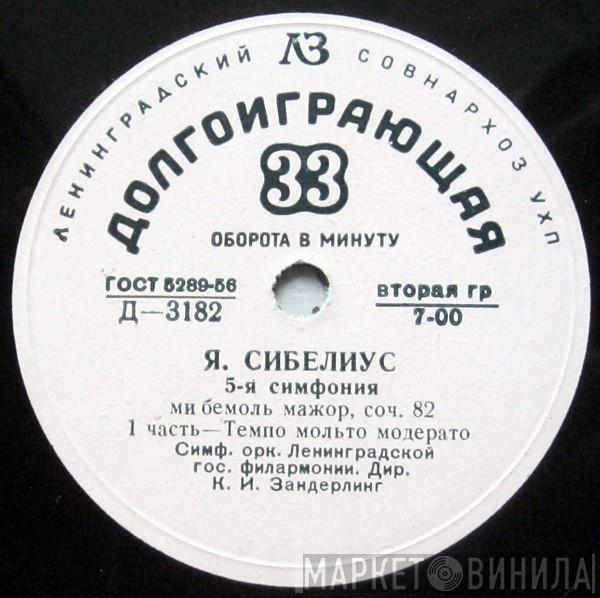 ЛЕНИНГРАДСКИЙ ЛЗ СОВНАРХОЗ УХП
ДОЛГОИГРАЮЩАЯ
33
ОБОРОТА В МИНУТУ
ГОСТ 5289-56
Д—3182
вторая гр
7-00
Я. СИБЕЛИУС
5-я симфония
ми бемоль мажор, соч. 82
1 часть—Темпо мольто модерато
Симф. орк. Ленинградской
гос. филармонии. Дир.
К. И. Зандерлинг
МАРКЕТ ВИНИЛА